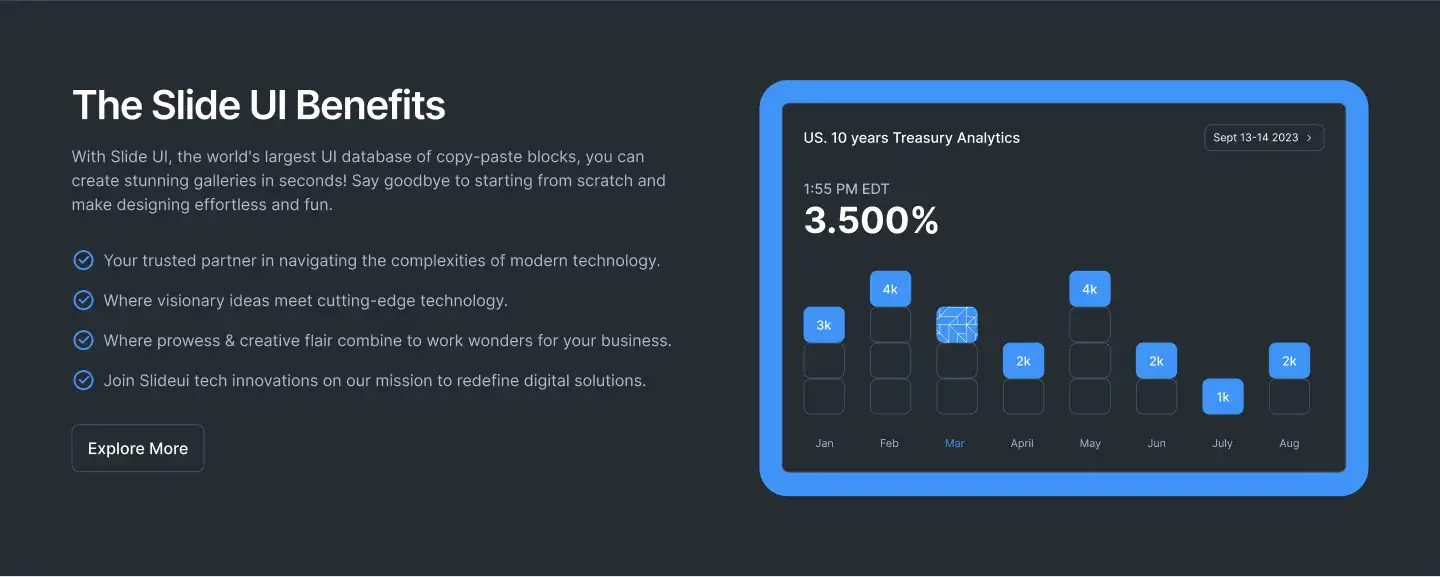 The Slide UI Benefits
With Slide UI, the world's largest UI database of copy-paste blocks, you can
create stunning galleries in seconds! Say goodbye to starting from scratch and
make designing effortless and fun.
Your trusted partner in navigating the complexities of modern technology.
Where visionary ideas meet cutting-edge technology.
Where prowess & creative flair combine to work wonders for your business.
Join Slideui tech innovations on our mission to redefine digital solutions.
Explore More
US. 10 years Treasury Analytics
Sept 13-14 2023
1:55 PM EDT
3.500%
4k 4k
3k
2k 2k 2k
1k
Jan Feb Mar April May Jun July Aug